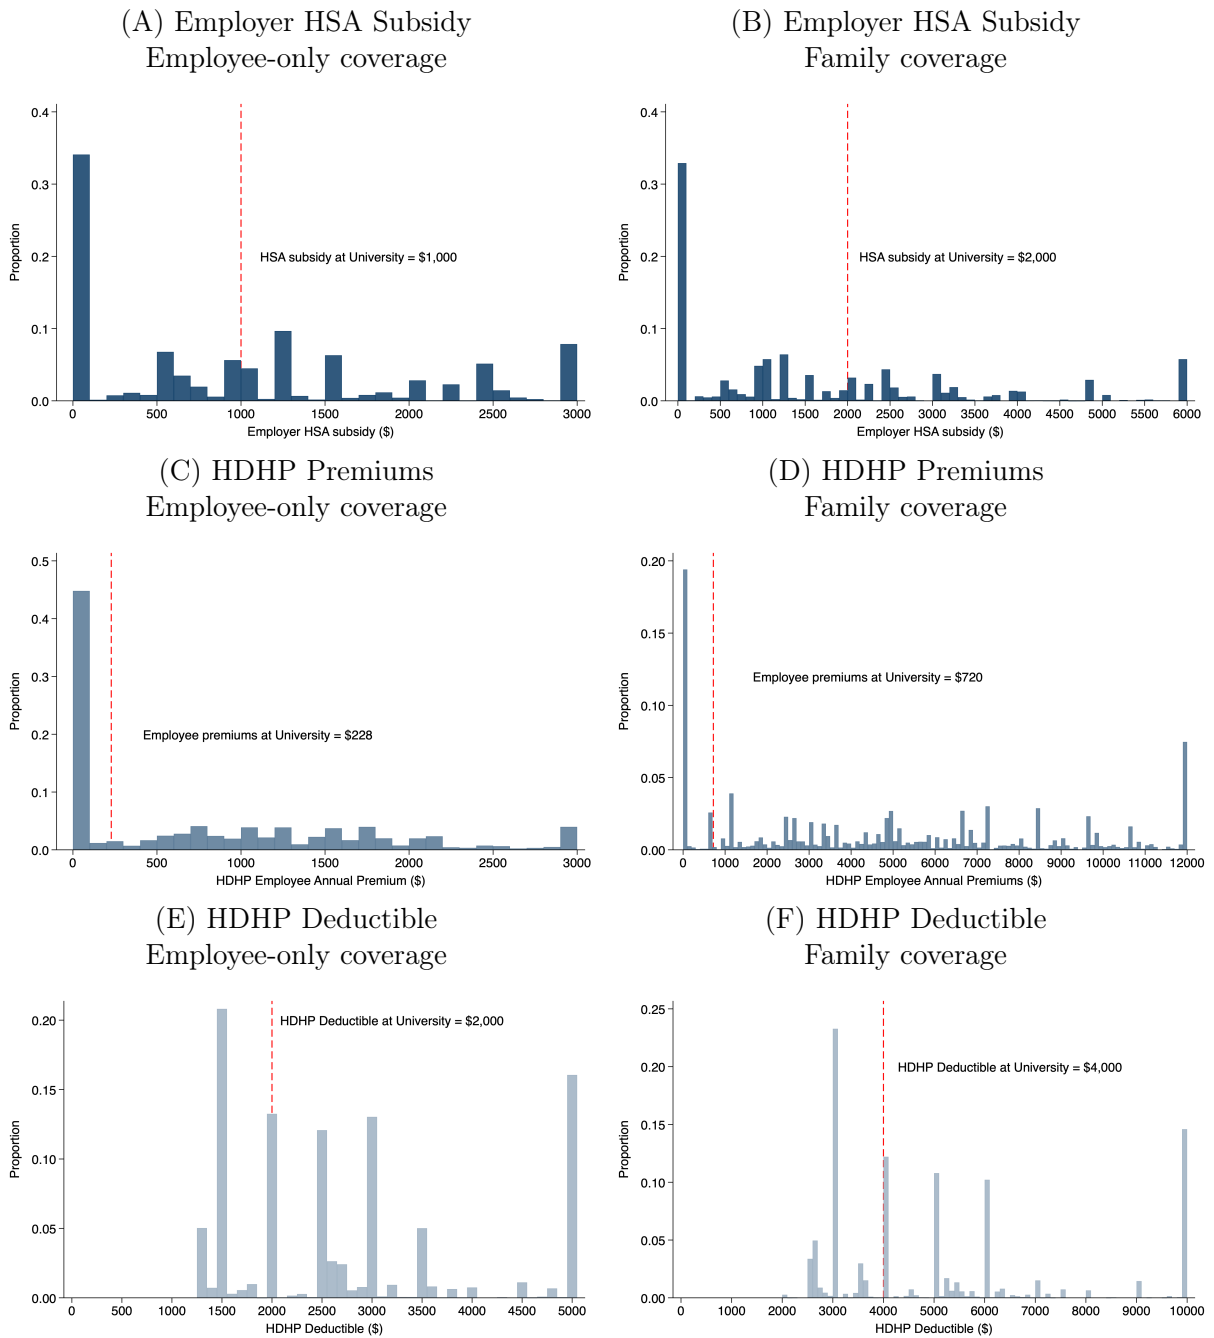 (A) Employer HSA Subsidy
Employee-only coverage
0.4
0.3
0.2
0.1
0.0
Proportion
HSA subsidy at University = $1,000
0 500 1000 1500 2000 2500 3000
Employer HSA subsidy ($)
(B) Employer HSA Subsidy
Family coverage
0.4
0.3
0.2
0.1
0.0
Proportion
HSA subsidy at University = $2,000
0 500 1000 1500 2000 2500 3000 3500 4000 4500 5000 5500 6000
Employer HSA subsidy ($)
(C) HDHP Premiums
Employee-only coverage
0.5
0.4
0.3
0.2
0.1
0.0
Proportion
Employee premiums at University = $228
0 500 1000 1500 2000 2500 3000
HDHP Employee Annual Premium ($)
(D) HDHP Premiums
Family coverage
0.20
0.15
0.10
0.05
0.00
Proportion
Employee premiums at University = $720
0 1000 2000 3000 4000 5000 6000 7000 8000 9000 10000 11000 12000
HDHP Employee Annual Premiums ($)
(E) HDHP Deductible
Employee-only coverage
0.20
0.15
0.10
0.05
0.00
Proportion
HDHP Deductible at University = $2,000
0 500 1000 1500 2000 2500 3000 3500 4000 4500 5000
HDHP Deductible ($)
(F) HDHP Deductible
Family coverage
0.25
0.20
0.15
0.10
0.05
0.00
Proportion
HDHP Deductible at University = $4,000
0 1000 2000 3000 4000 5000 6000 7000 8000 9000 10000
HDHP Deductible ($)